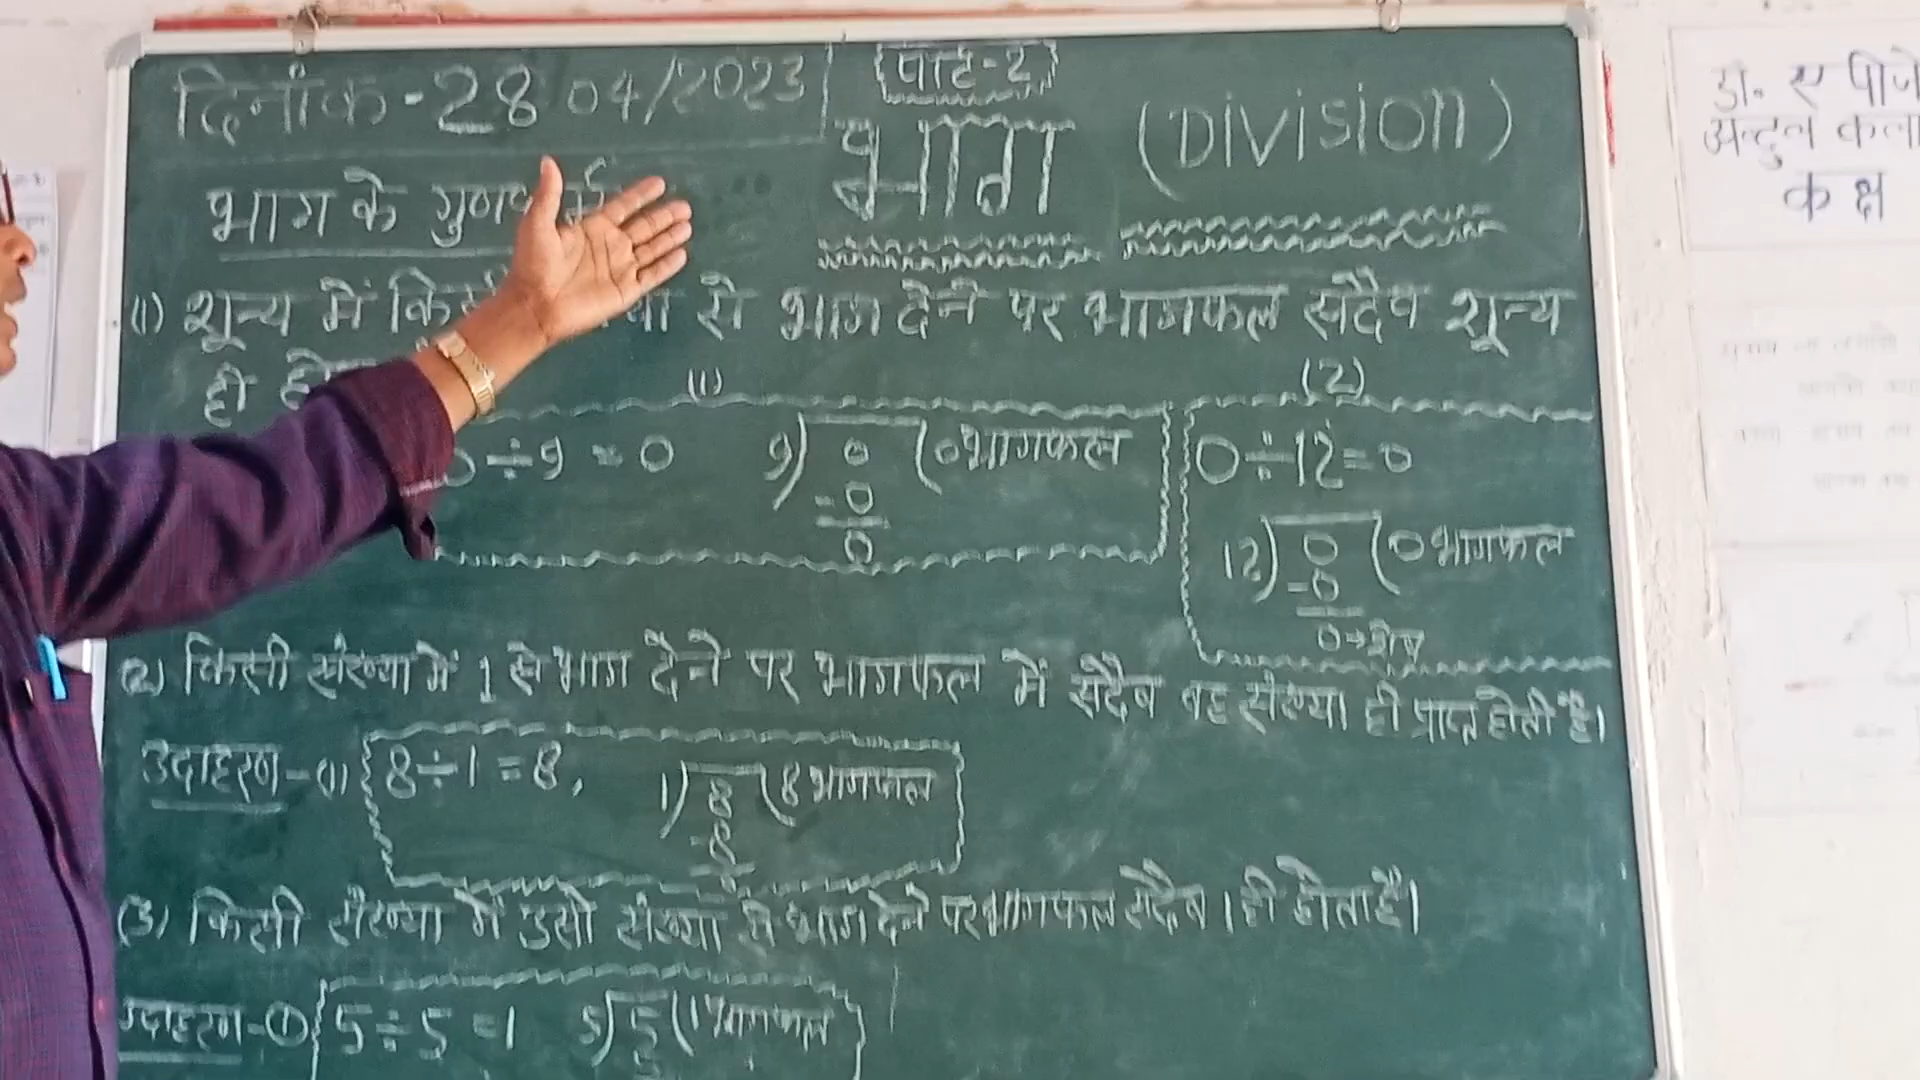 दिनांक - 28 04/2023
{पाठ-2}
भाग (Division)
भाग के
(1) शून्य में से भाग देने पर भागफल सदैव शून्य
ही
(1)
0÷9 = 0
9) 0 (0भागफल
-0
0
(2)
0÷12=0
12) 0 (0 भागफल
-0
0→शेष
(2) किसी संख्या में 1 से भाग देने पर भागफल में सदैव वह संख्या ही प्राप्त होती है।
उदाहरण - (1) 8÷1 = 8,
1) 8 (8 भागफल
-8
(3) किसी संख्या में उसी संख्या से भाग देने पर भागफल सदैव 1 ही होता है।
उदाहरण-① 5÷5 =1
5) 5 (1 भागफल
डॉ. ए पीजे
अब्दुल कला
कक्ष